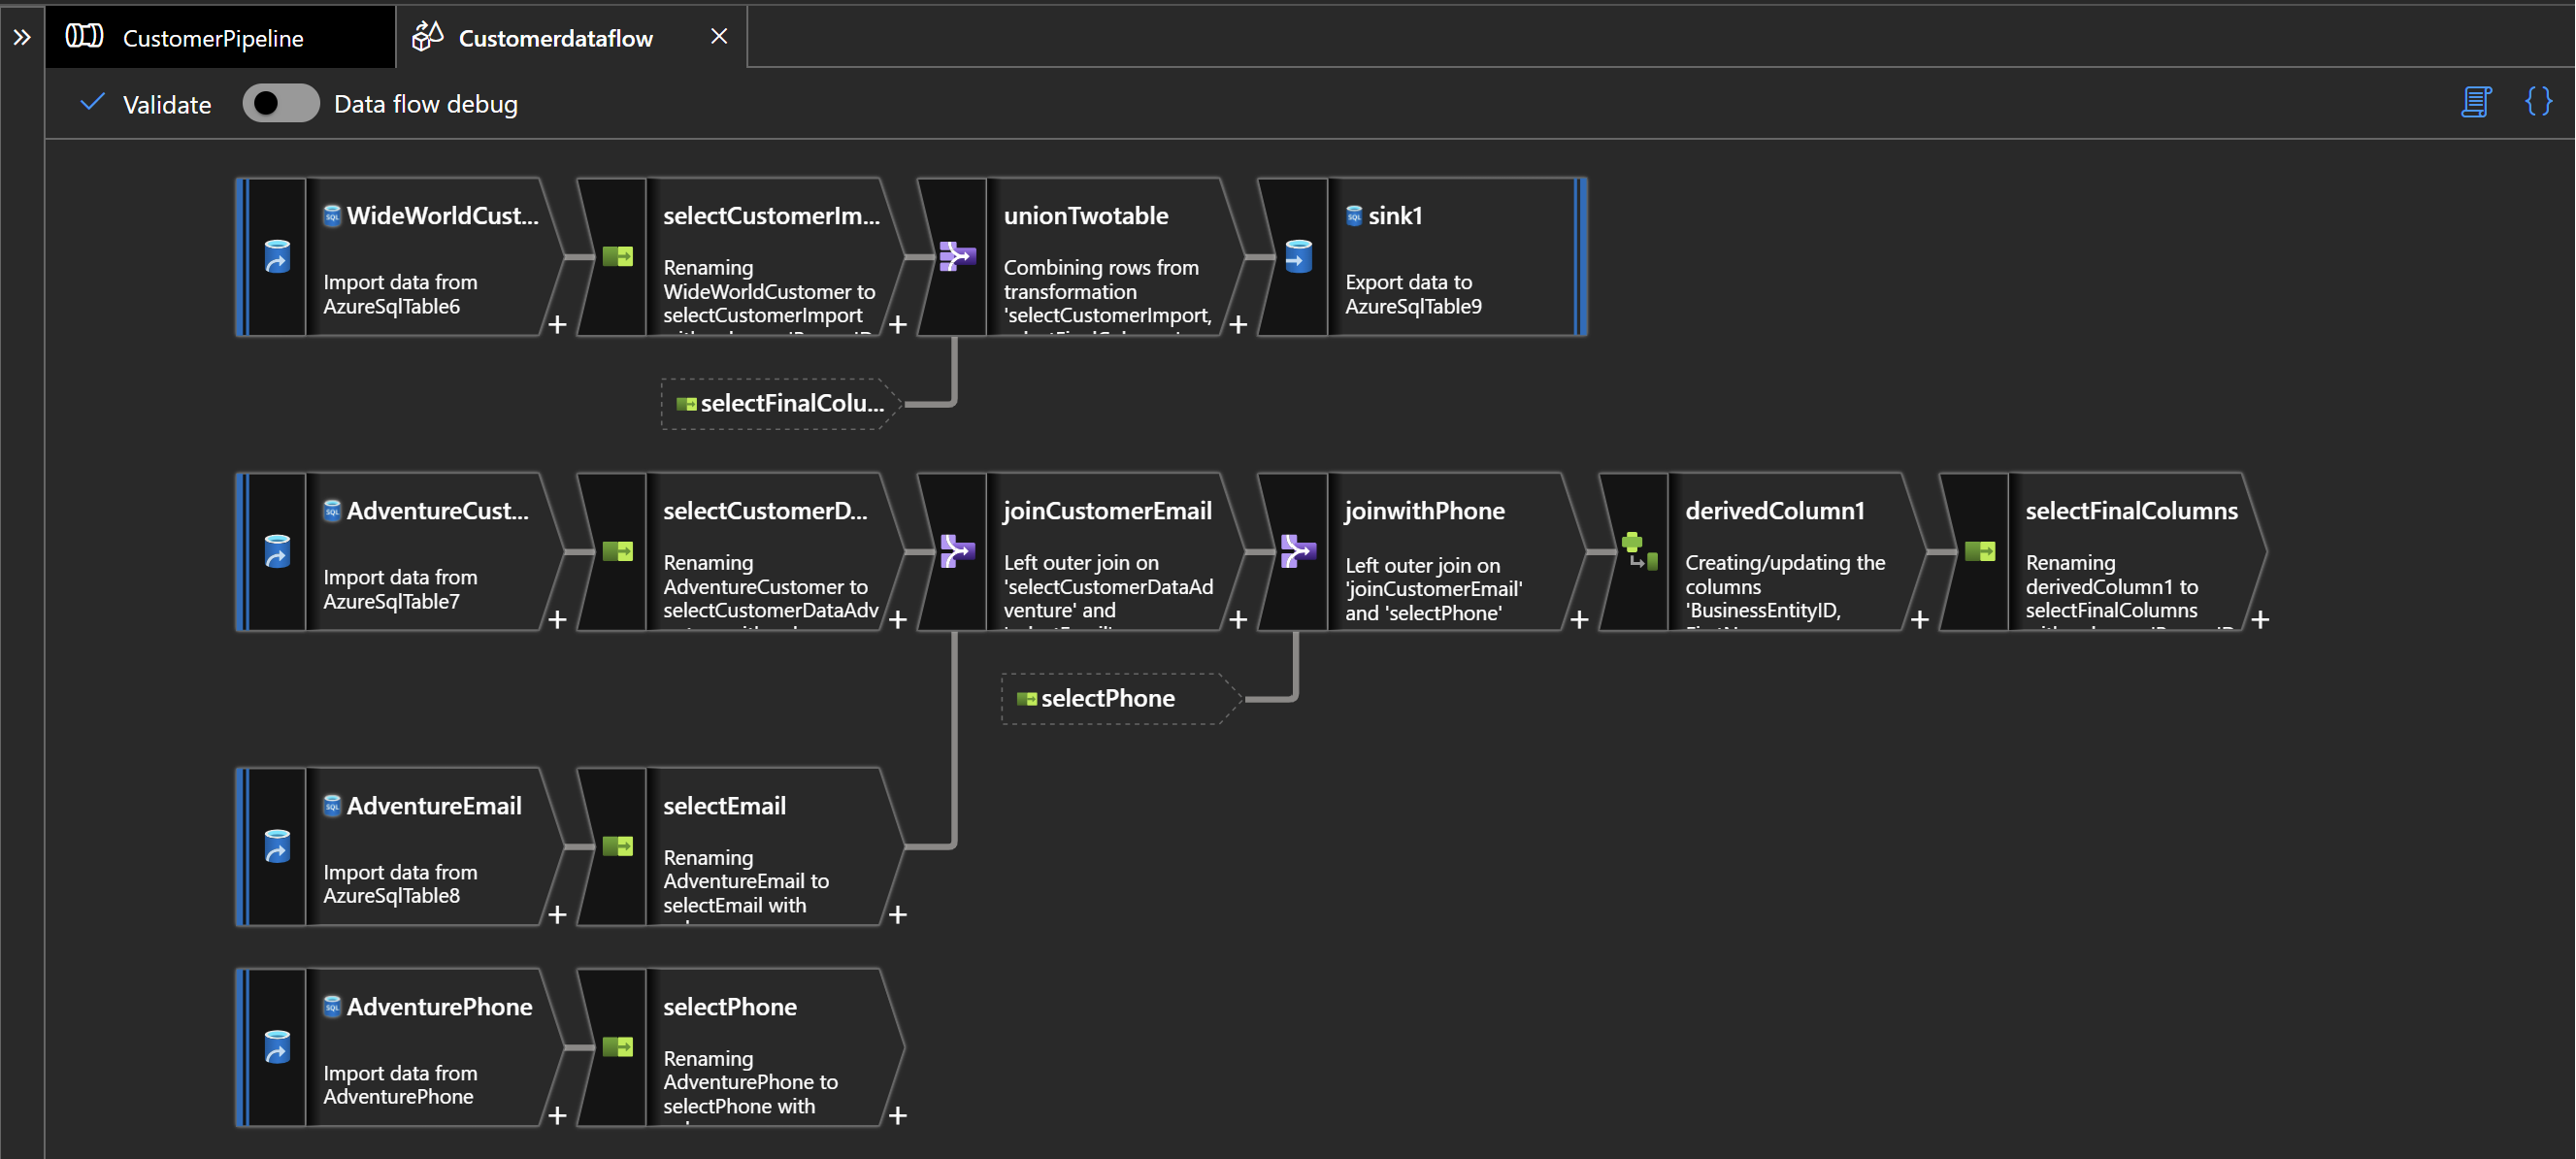 CustomerPipeline
Customerdataflow
Validate
Data flow debug
WideWorldCust...
Import data from
AzureSqlTable6
selectCustomerIm...
Renaming
WideWorldCustomer to
selectCustomerImport
unionTwotable
Combining rows from
transformation
'selectCustomerImport,
sink1
Export data to
AzureSqlTable9
selectFinalColu...
AdventureCust...
Import data from
AzureSqlTable7
selectCustomerD...
Renaming
AdventureCustomer to
selectCustomerDataAdv
joinCustomerEmail
Left outer join on
'selectCustomerDataAd
venture' and
joinwithPhone
Left outer join on
'joinCustomerEmail'
and 'selectPhone'
derivedColumn1
Creating/updating the
columns
'BusinessEntityID,
selectFinalColumns
Renaming
derivedColumn1 to
selectFinalColumns
selectPhone
AdventureEmail
Import data from
AzureSqlTable8
selectEmail
Renaming
AdventureEmail to
selectEmail with
AdventurePhone
Import data from
AdventurePhone
selectPhone
Renaming
AdventurePhone to
selectPhone with